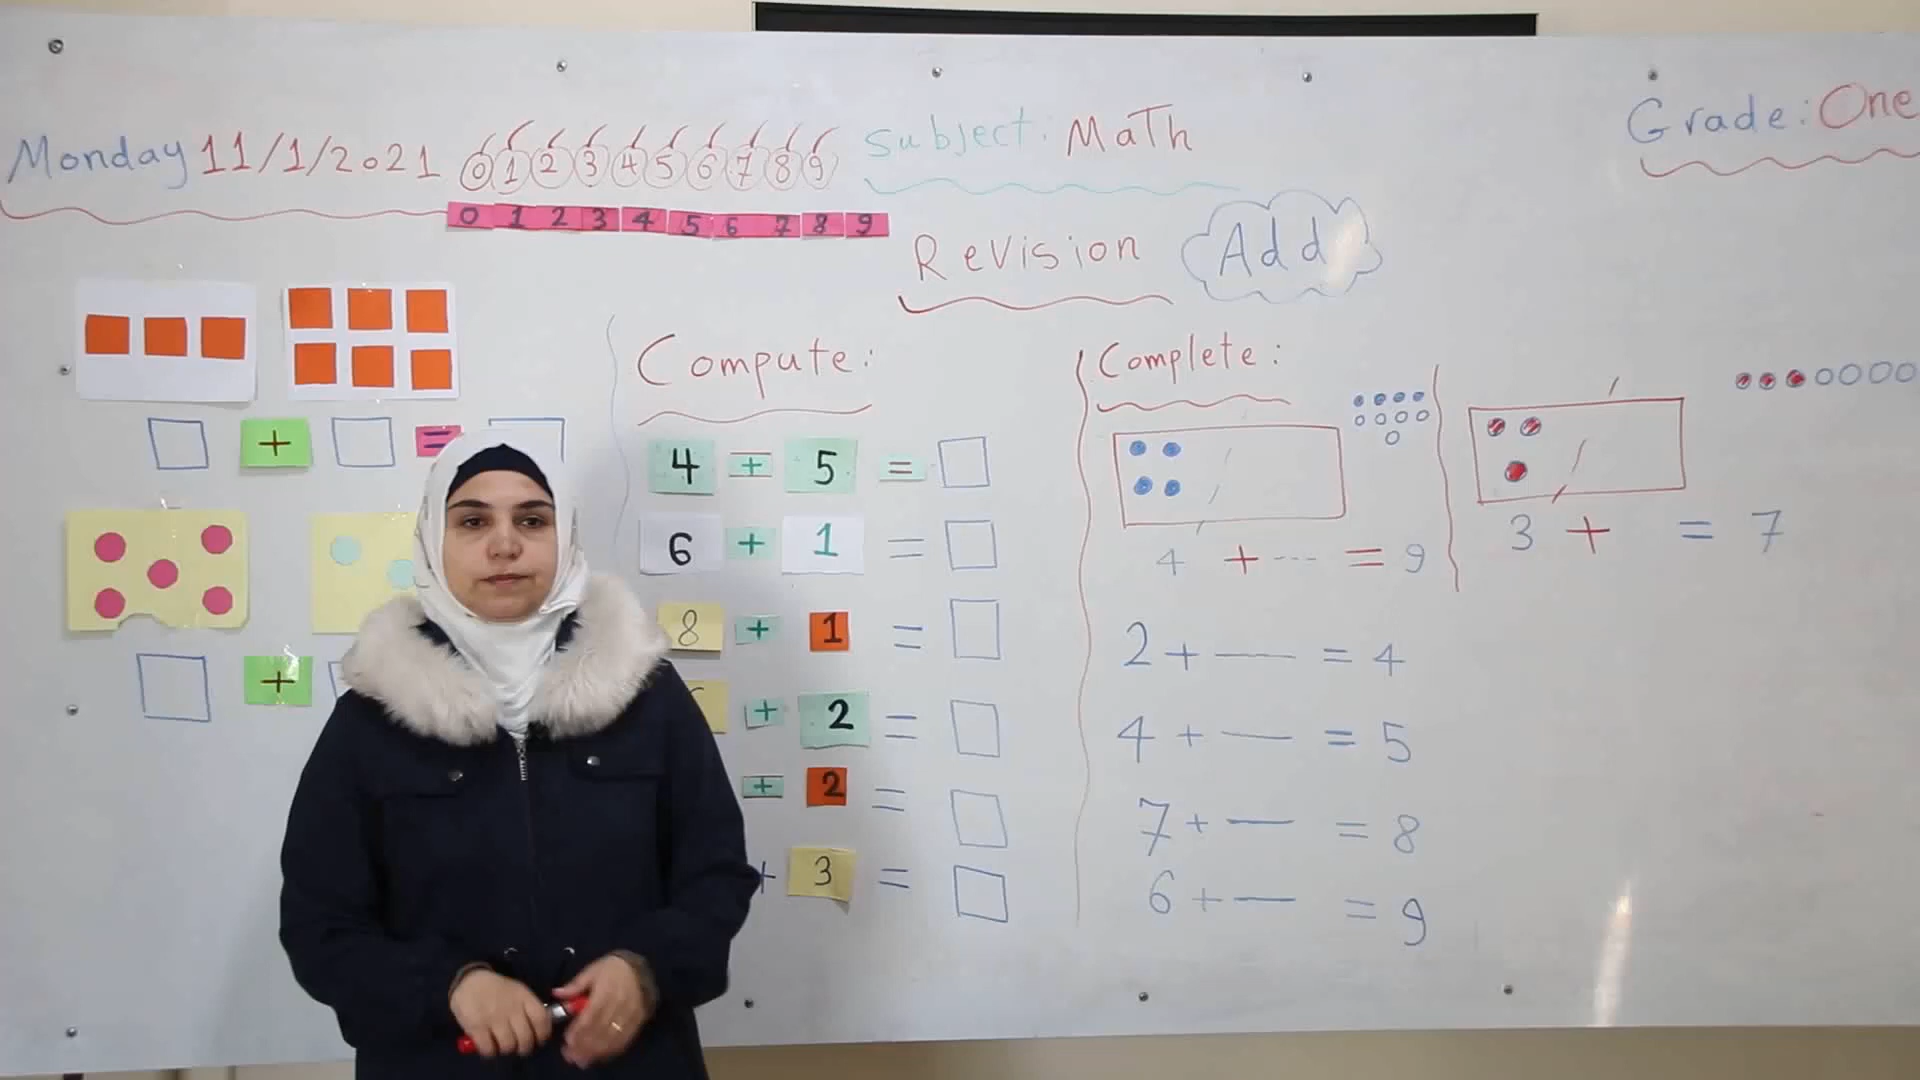 Monday 11/1/2021
0 1 2 3 4 5 6 7 8 9
Subject: Math
Grade: One
0 1 2 3 4 5 6 7 8 9
Revision
Add
+ =
+
Compute:
4 + 5 =
6 + 1 =
8 + 1 =
+ 2 =
+ 2 =
+ 3 =
Complete:
4 + ---- = 9
2 + — = 4
4 + — = 5
7 + — = 8
6 + — = 9
3 + = 7